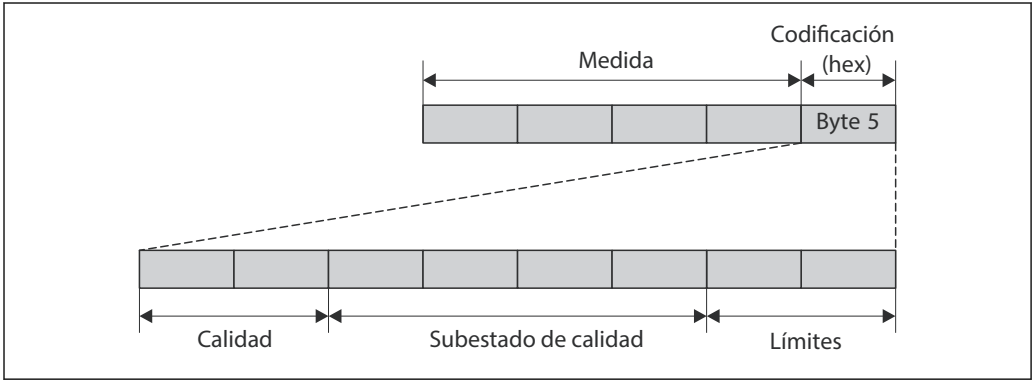 Codificación
(hex)
Medida
Byte 5
Calidad
Subestado de calidad
Límites